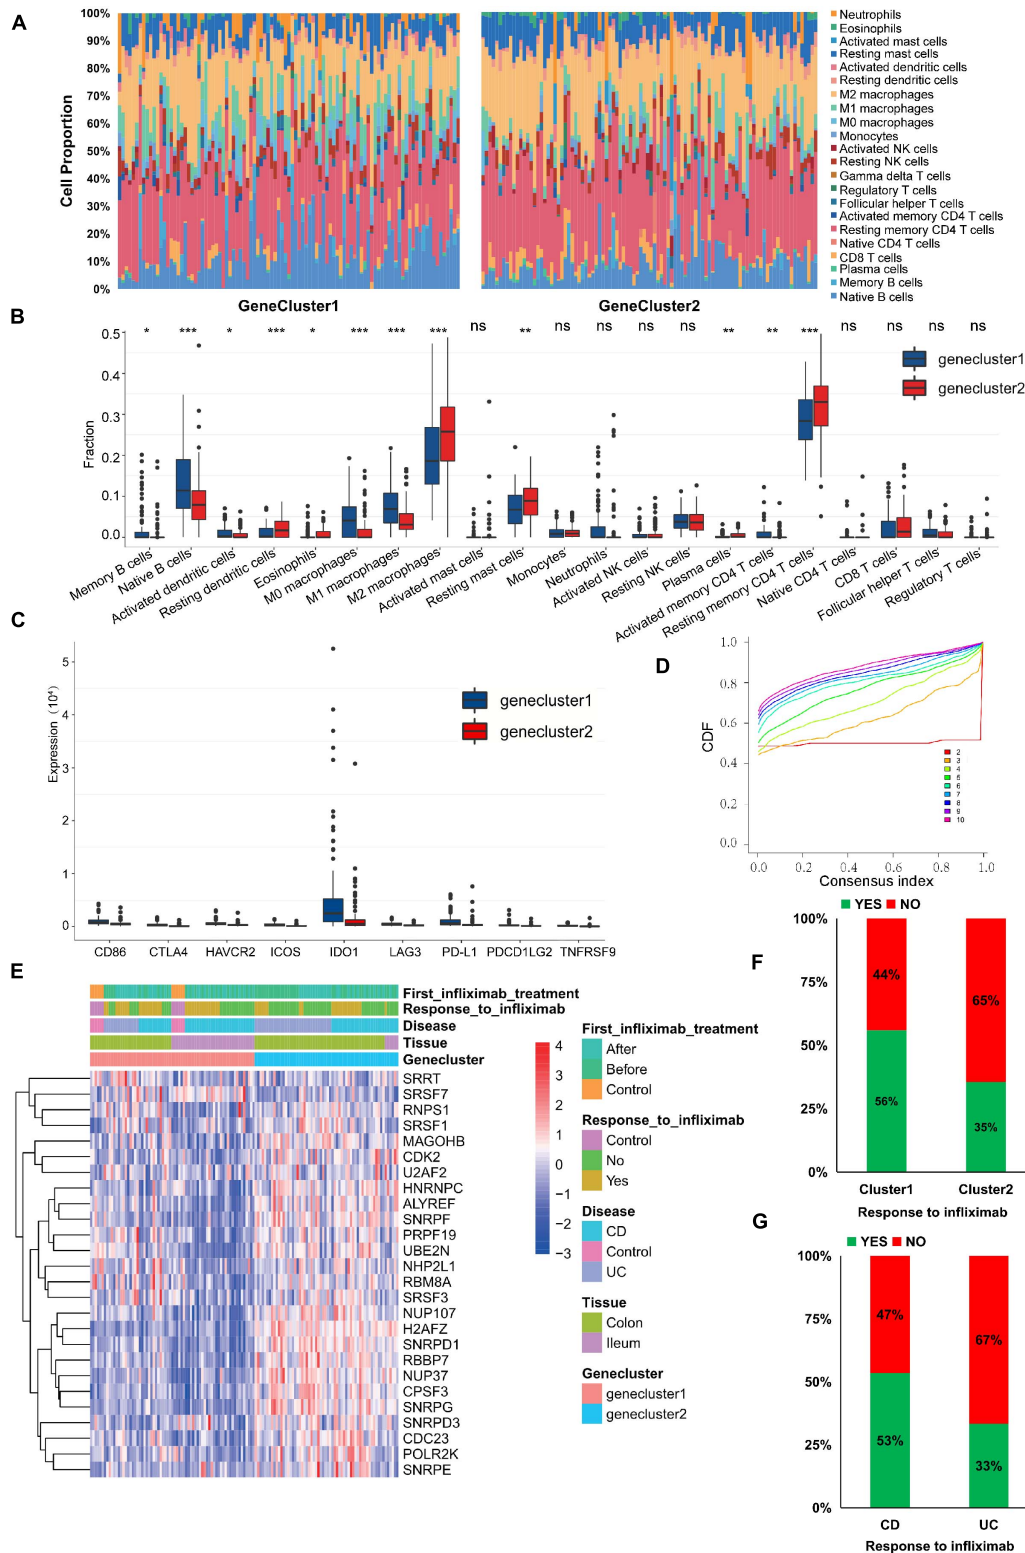 A
Cell Proportion
100%
90%
80%
70%
60%
50%
40%
30%
20%
10%
0%
GeneCluster1
GeneCluster2
Neutrophils
Eosinophils
Activated mast cells
Resting mast cells
Activated dendritic cells
Resting dendritic cells
M2 macrophages
M1 macrophages
M0 macrophages
Monocytes
Activated NK cells
Resting NK cells
Gamma delta T cells
Regulatory T cells
Follicular helper T cells
Activated memory CD4 T cells
Resting memory CD4 T cells
Native CD4 T cells
CD8 T cells
Plasma cells
Memory B cells
Native B cells
B
* *** * *** * *** *** *** ns ** ns ns ns ns ** ** *** ns ns ns ns
Fraction
0.5
0.4
0.3
0.2
0.1
0.0
genecluster1
genecluster2
Memory B cells
Native B cells
Activated dendritic cells
Resting dendritic cells
Eosinophils
M0 macrophages
M1 macrophages
M2 macrophages
Activated mast cells
Resting mast cells
Monocytes
Neutrophils
Activated NK cells
Resting NK cells
Plasma cells
Activated memory CD4 T cells
Resting memory CD4 T cells
Native CD4 T cells
CD8 T cells
Follicular helper T cells
Regulatory T cells
C
Expression (10⁴)
5
4
3
2
1
0
genecluster1
genecluster2
CD86 CTLA4 HAVCR2 ICOS IDO1 LAG3 PD-L1 PDCD1LG2 TNFRSF9
D
CDF
1.0
0.8
0.6
0.4
0.2
0.0
2
3
4
5
6
7
8
9
10
0.0 0.2 0.4 0.6 0.8 1.0
Consensus index
E
First_infliximab_treatment
Response_to_infliximab
Disease
Tissue
Genecluster
SRRT
SRSF7
RNPS1
SRSF1
MAGOHB
CDK2
U2AF2
HNRNPC
ALYREF
SNRPF
PRPF19
UBE2N
NHP2L1
RBM8A
SRSF3
NUP107
H2AFZ
SNRPD1
RBBP7
NUP37
CPSF3
SNRPG
SNRPD3
CDC23
POLR2K
SNRPE
4
3
2
1
0
−1
−2
−3
First_infliximab_treatment
After
Before
Control
Response_to_infliximab
Control
No
Yes
Disease
CD
Control
UC
Tissue
Colon
Ileum
Genecluster
genecluster1
genecluster2
F
YES NO
100%
75%
50%
25%
0%
44%
56%
65%
35%
Cluster1 Cluster2
Response to infliximab
G
YES NO
100%
75%
50%
25%
0%
47%
53%
67%
33%
CD UC
Response to infliximab